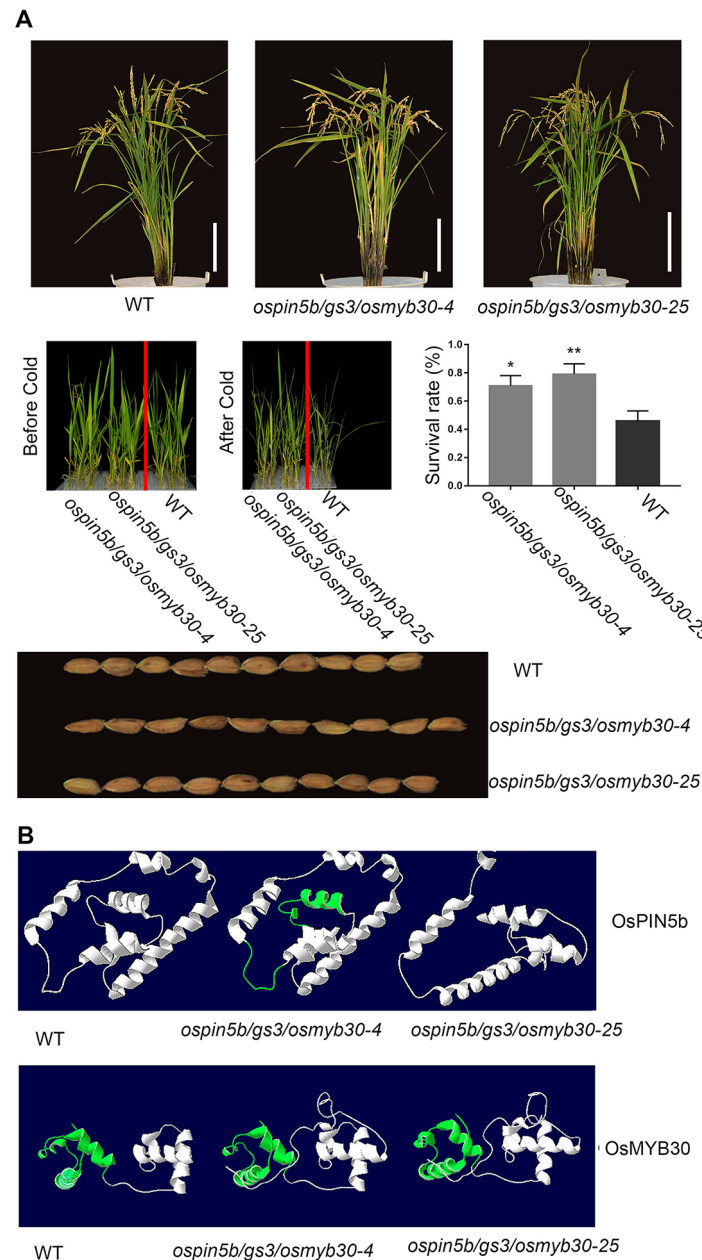 A
WT
ospin5b/gs3/osmyb30-4
ospin5b/gs3/osmyb30-25
Before Cold
ospin5b/gs3/osmyb30-4
ospin5b/gs3/osmyb30-25
WT
After Cold
ospin5b/gs3/osmyb30-4
ospin5b/gs3/osmyb30-25
WT
Survival rate (%)
1.0
0.8
0.6
0.4
0.2
0.0
*
**
ospin5b/gs3/osmyb30-4
ospin5b/gs3/osmyb30-25
WT
WT
ospin5b/gs3/osmyb30-4
ospin5b/gs3/osmyb30-25
B
OsPIN5b
WT
ospin5b/gs3/osmyb30-4
ospin5b/gs3/osmyb30-25
OsMYB30
WT
ospin5b/gs3/osmyb30-4
ospin5b/gs3/osmyb30-25